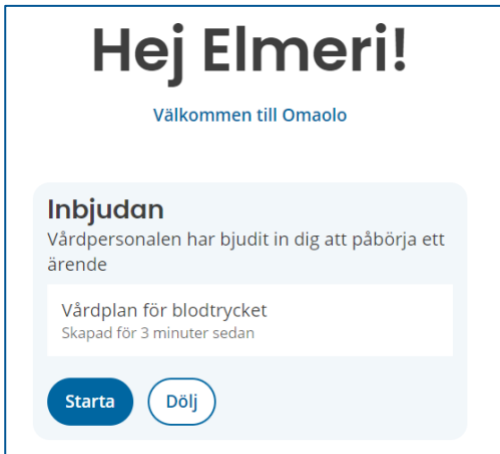 Hej Elmeri!
Välkommen till Omaolo
Inbjudan
Vårdpersonalen har bjudit in dig att påbörja ett
ärende
Vårdplan för blodtrycket
Skapad för 3 minuter sedan
Starta
Dölj